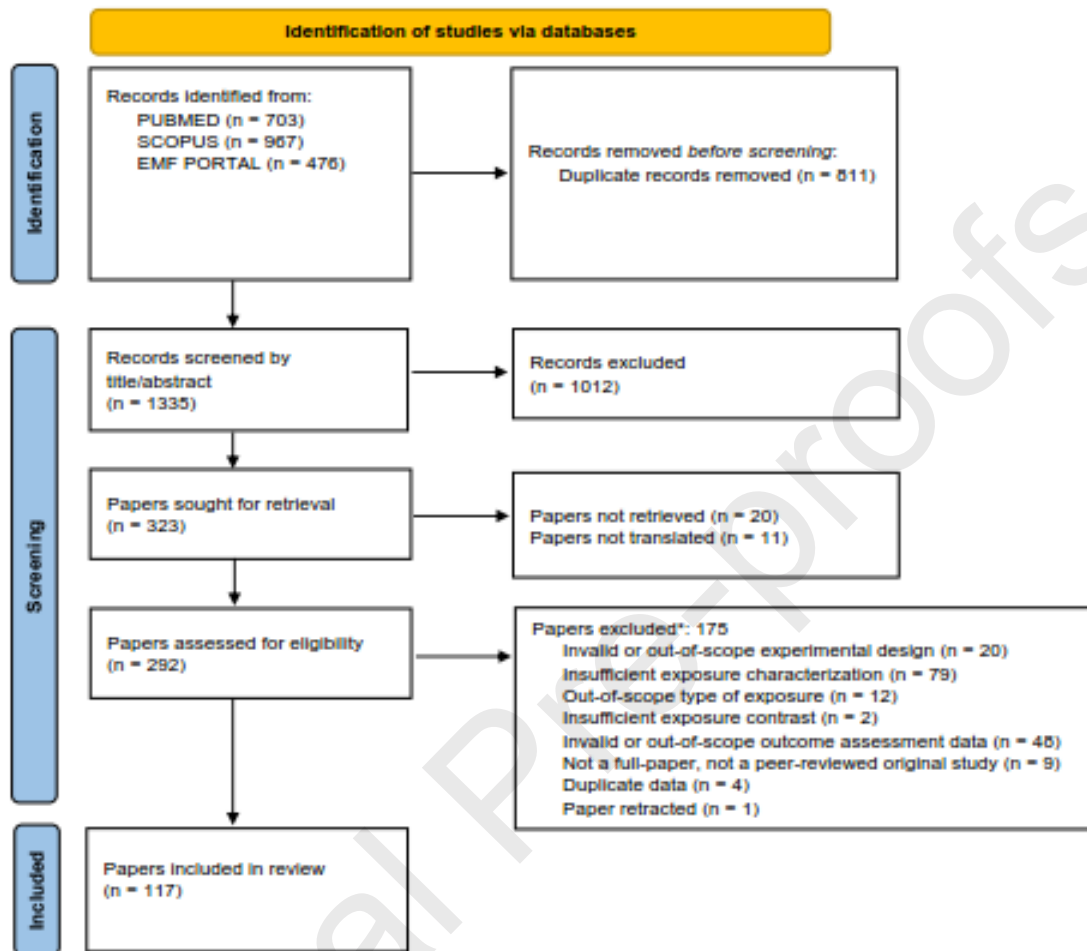 Identification of studies via databases
Identification
Records identified from:
PUBMED (n = 703)
SCOPUS (n = 967)
EMF PORTAL (n = 476)
Records removed before screening:
Duplicate records removed (n = 811)
Screening
Records screened by
title/abstract
(n = 1335)
Records excluded
(n = 1012)
Papers sought for retrieval
(n = 323)
Papers not retrieved (n = 20)
Papers not translated (n = 11)
Papers assessed for eligibility
(n = 292)
Papers excluded*: 175
Invalid or out-of-scope experimental design (n = 20)
Insufficient exposure characterization (n = 79)
Out-of-scope type of exposure (n = 12)
Insufficient exposure contrast (n = 2)
Invalid or out-of-scope outcome assessment data (n = 48)
Not a full-paper, not a peer-reviewed original study (n = 9)
Duplicate data (n = 4)
Paper retracted (n = 1)
Included
Papers included in review
(n = 117)
al Pre-proofs